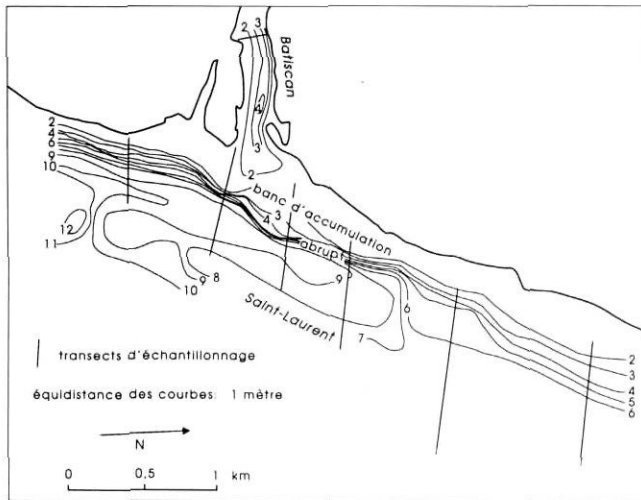 2 3
Batiscan
4
3
2
2
4
6
9
10
12
11
banc d'accumulation
3
4
abrupt
9
9 8
10
Saint-Laurent
7
6
2
3
4
5
6
transects d'échantillonnage
équidistance des courbes: 1 mètre
N
0 0,5 1 km